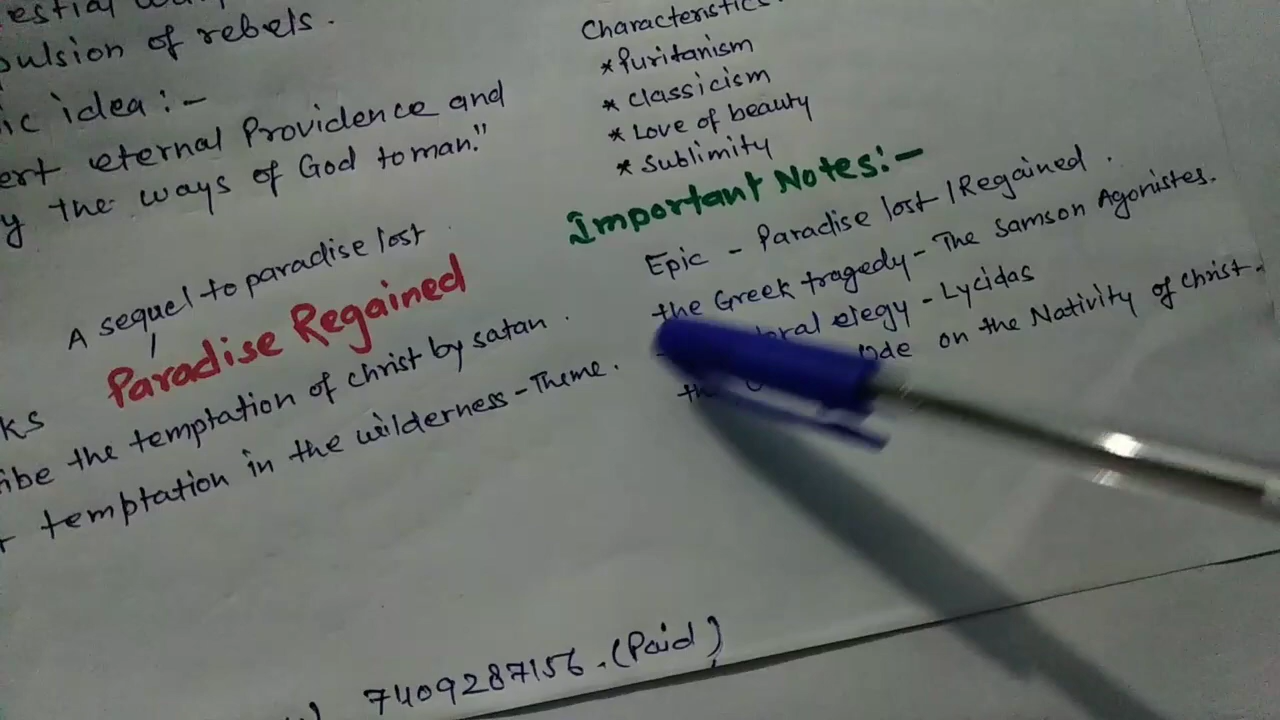 pulsion of rebels.
ic idea:-
ert eternal Providence and
y the ways of God to man."
A sequel to paradise lost
Paradise Regained
ks
ibe the temptation of christ by satan.
temptation in the wilderness - Theme.
Characteristics
* Puritanism
* classicism
* Love of beauty
* Sublimity
Important Notes:-
Epic - Paradise lost / Regained.
the Greek tragedy - The Samson Agonistes.
oral elegy - Lycidas
the ode on the Nativity of christ.
7409287156.(Paid)